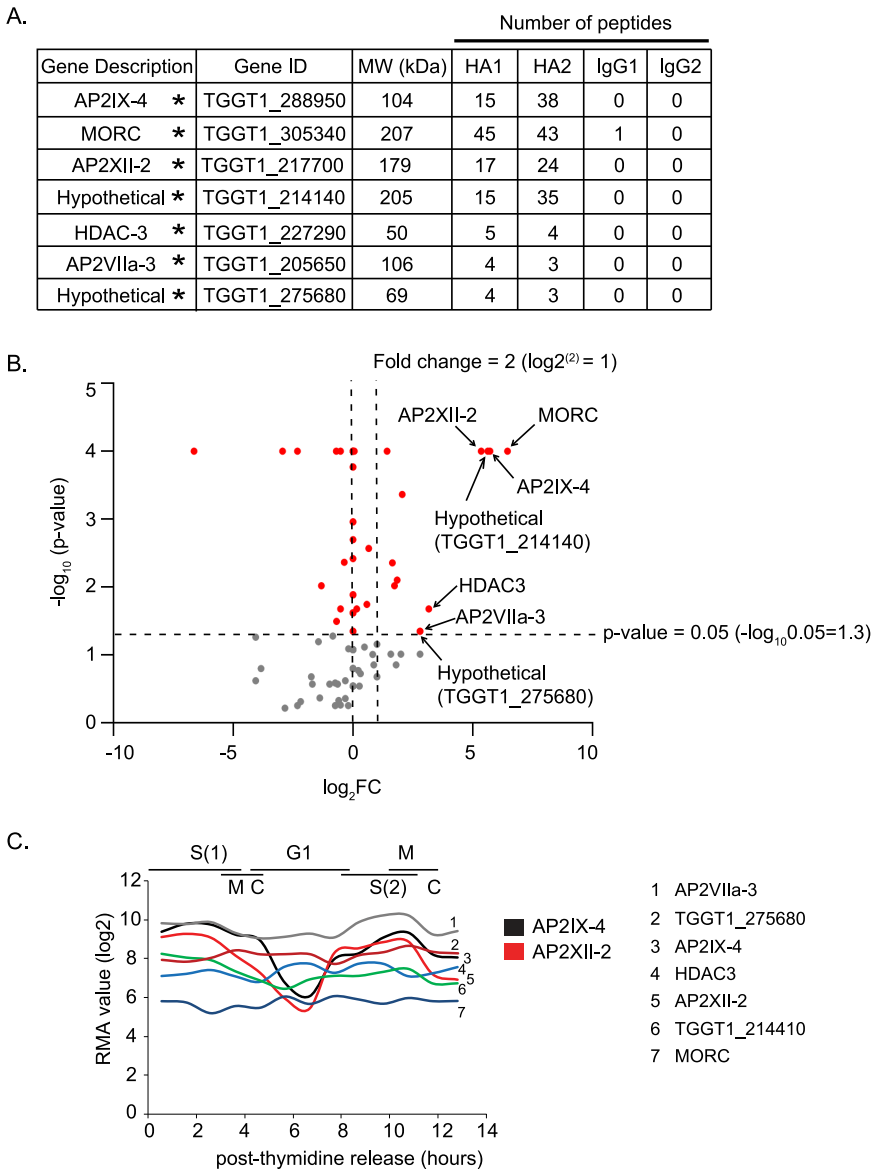 A.
Number of peptides
Gene Description Gene ID MW (kDa) HA1 HA2 IgG1 IgG2
AP2IX-4 * TGGT1_288950 104 15 38 0 0
MORC * TGGT1_305340 207 45 43 1 0
AP2XII-2 * TGGT1_217700 179 17 24 0 0
Hypothetical * TGGT1_214140 205 15 35 0 0
HDAC-3 * TGGT1_227290 50 5 4 0 0
AP2VIIa-3 * TGGT1_205650 106 4 3 0 0
Hypothetical * TGGT1_275680 69 4 3 0 0
B.
Fold change = 2 (log2(2) = 1)
5
4
3
2
1
0
-log10 (p-value)
AP2XII-2
MORC
AP2IX-4
Hypothetical
(TGGT1_214140)
HDAC3
AP2VIIa-3
p-value = 0.05 (-log100.05=1.3)
Hypothetical
(TGGT1_275680)
-10 -5 0 5 10
log2FC
C.
S(1) G1 M
M C S(2) C
12
10
8
6
4
2
0
RMA value (log2)
1
2
3
4
5
6
7
0 2 4 6 8 10 12 14
post-thymidine release (hours)
AP2IX-4
AP2XII-2
1 AP2VIIa-3
2 TGGT1_275680
3 AP2IX-4
4 HDAC3
5 AP2XII-2
6 TGGT1_214410
7 MORC